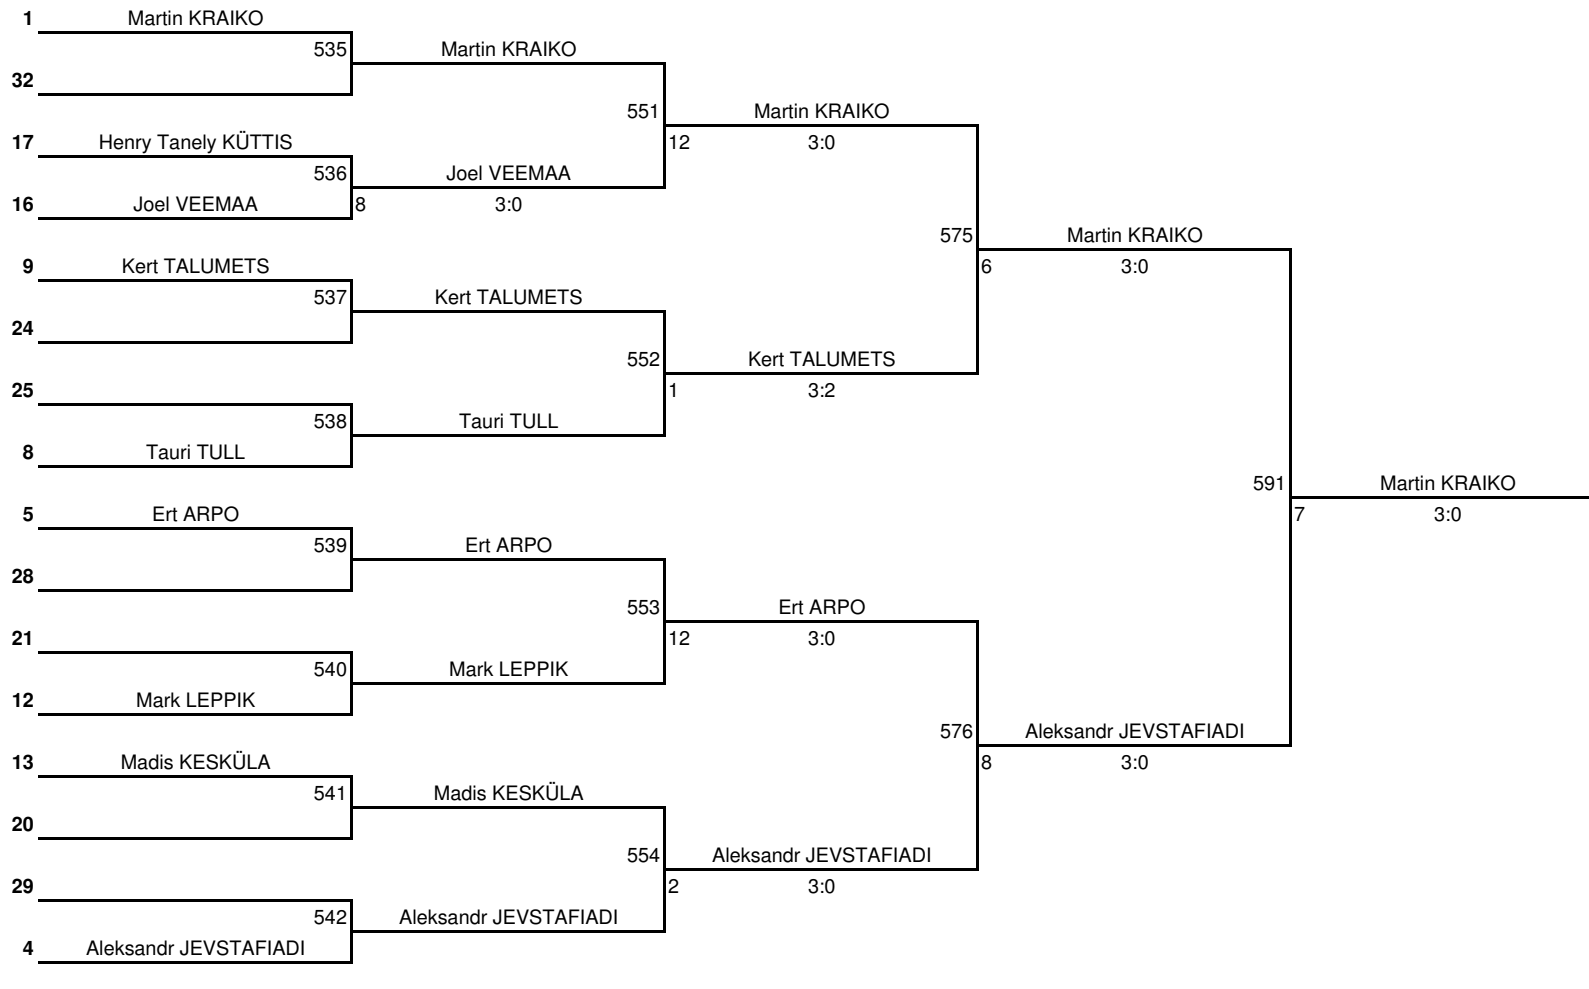 1 Martin KRAIKO
535 Martin KRAIKO
32
551 Martin KRAIKO
17 Henry Tanely KÜTTIS 12 3:0
536 Joel VEEMAA
16 Joel VEEMAA 8 3:0
575 Martin KRAIKO
9 Kert TALUMETS 6 3:0
537 Kert TALUMETS
24
552 Kert TALUMETS
25 1 3:2
538 Tauri TULL
8 Tauri TULL
591 Martin KRAIKO
5 Ert ARPO 7 3:0
539 Ert ARPO
28
553 Ert ARPO
21 12 3:0
540 Mark LEPPIK
12 Mark LEPPIK
576 Aleksandr JEVSTAFIADI
13 Madis KESKÜLA 8 3:0
541 Madis KESKÜLA
20
554 Aleksandr JEVSTAFIADI
29 2 3:0
542 Aleksandr JEVSTAFIADI
4 Aleksandr JEVSTAFIADI